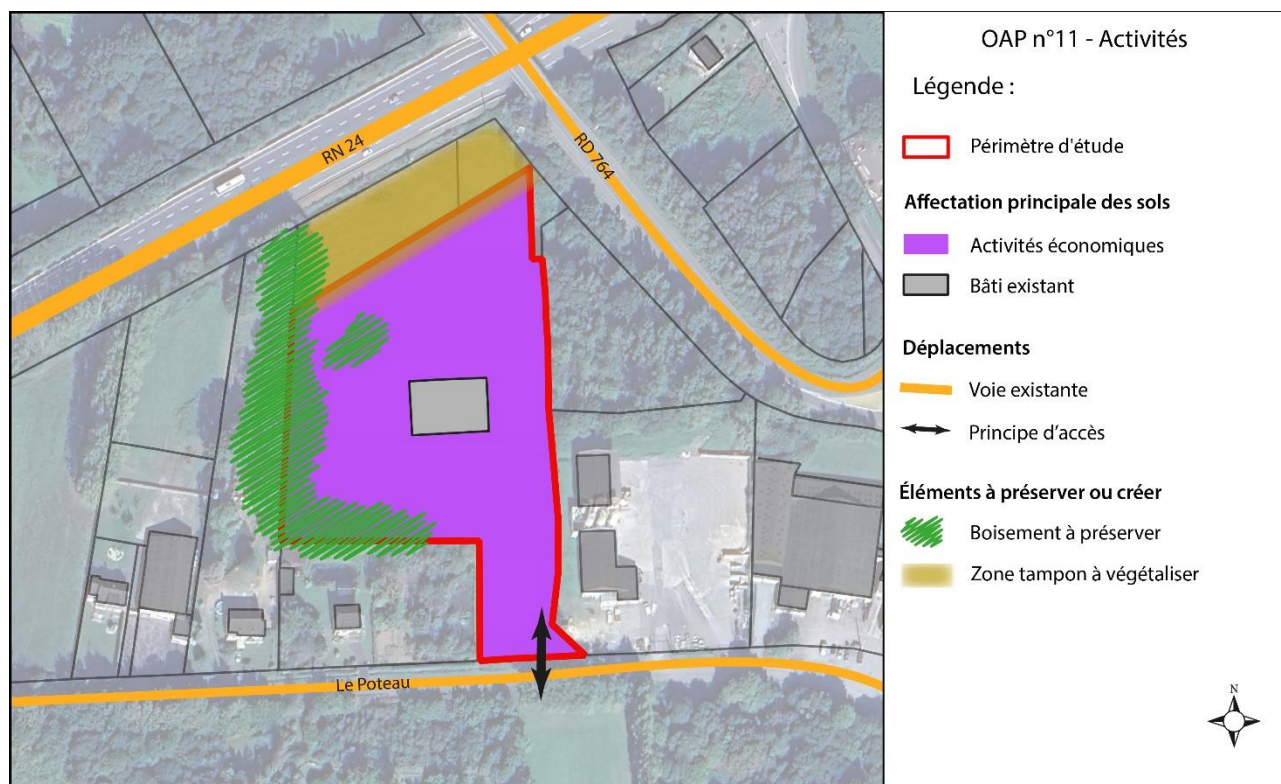 RN 24
RD 764
Le Poteau
OAP n°11 - Activités
Légende :
Périmètre d'étude
Affectation principale des sols
Activités économiques
Bâti existant
Déplacements
Voie existante
Principe d'accès
Éléments à préserver ou créer
Boisement à préserver
Zone tampon à végétaliser
N